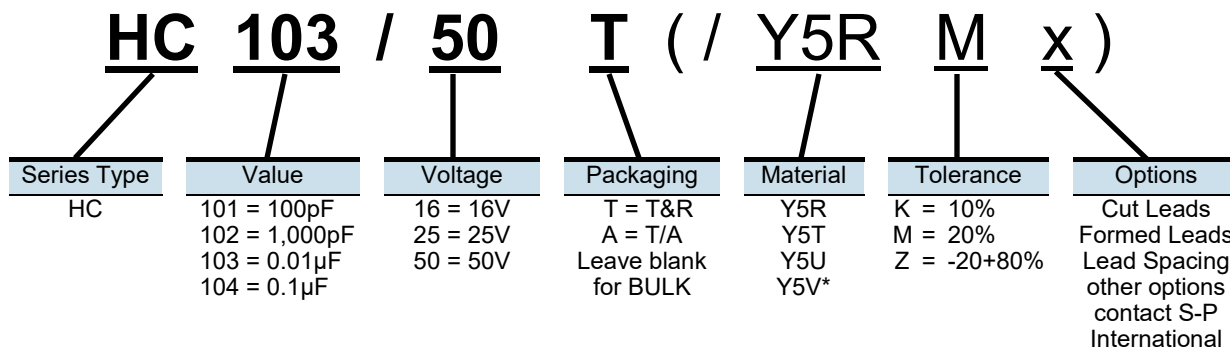 HC 103 / 50 T ( / Y5R M x )
Series Type
HC
Value
101 = 100pF
102 = 1,000pF
103 = 0.01µF
104 = 0.1µF
Voltage
16 = 16V
25 = 25V
50 = 50V
Packaging
T = T&R
A = T/A
Leave blank
for BULK
Material
Y5R
Y5T
Y5U
Y5V*
Tolerance
K = 10%
M = 20%
Z = -20+80%
Options
Cut Leads
Formed Leads
Lead Spacing
other options
contact S-P
International